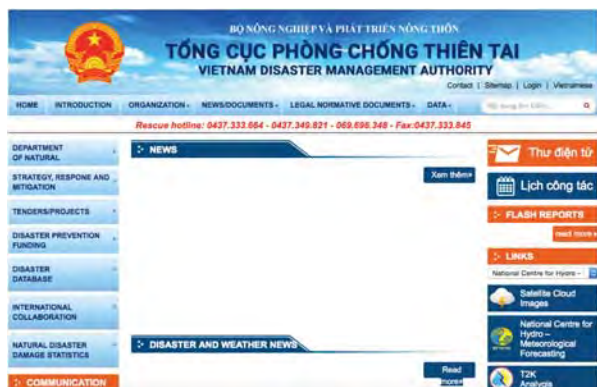 BỘ NÔNG NGHIỆP VÀ PHÁT TRIỂN NÔNG THÔN
TỔNG CỤC PHÒNG CHỐNG THIÊN TAI
VIETNAM DISASTER MANAGEMENT AUTHORITY
Contact | Sitemap | Login | Vietnamese
HOME INTRODUCTION ORGANIZATION NEWS/DOCUMENTS LEGAL NORMATIVE DOCUMENTS DATA
Rescue hotline: 0437.333.664 - 0437.349.821 - 069.696.348 - Fax:0437.333.845
DEPARTMENT
OF NATURAL
STRATEGY, RESPONE AND
MITIGATION
TENDERS/PROJECTS
DISASTER PREVENTION
FUNDING
DISASTER
DATABASE
INTERNATIONAL
COLLABORATION
NATURAL DISASTER
DAMAGE STATISTICS
COMMUNICATION
NEWS
Xem thêm»
DISASTER AND WEATHER NEWS
Read
more»
Thư điện tử
Lịch công tác
FLASH REPORTS
read more »
LINKS
National Centre for Hydro -
Satellite Cloud
Images
National Centre for
Hydro –
Meteorological
Forecasting
T2K
Analysis